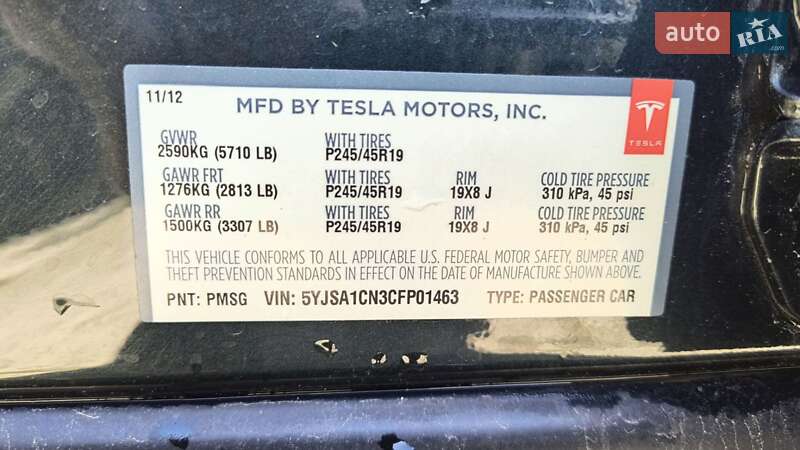 auto RIA.com
11/12 MFD BY TESLA MOTORS, INC.
TESLA
GVWR WITH TIRES
2590KG (5710 LB) P245/45R19
GAWR FRT WITH TIRES RIM COLD TIRE PRESSURE
1276KG (2813 LB) P245/45R19 19X8 J 310 kPa, 45 psi
GAWR RR WITH TIRES RIM COLD TIRE PRESSURE
1500KG (3307 LB) P245/45R19 19X8 J 310 kPa, 45 psi
THIS VEHICLE CONFORMS TO ALL APPLICABLE U.S. FEDERAL MOTOR SAFETY, BUMPER AND
THEFT PREVENTION STANDARDS IN EFFECT ON THE DATE OF MANUFACTURE SHOWN ABOVE.
PNT: PMSG VIN: 5YJSA1CN3CFP01463 TYPE: PASSENGER CAR